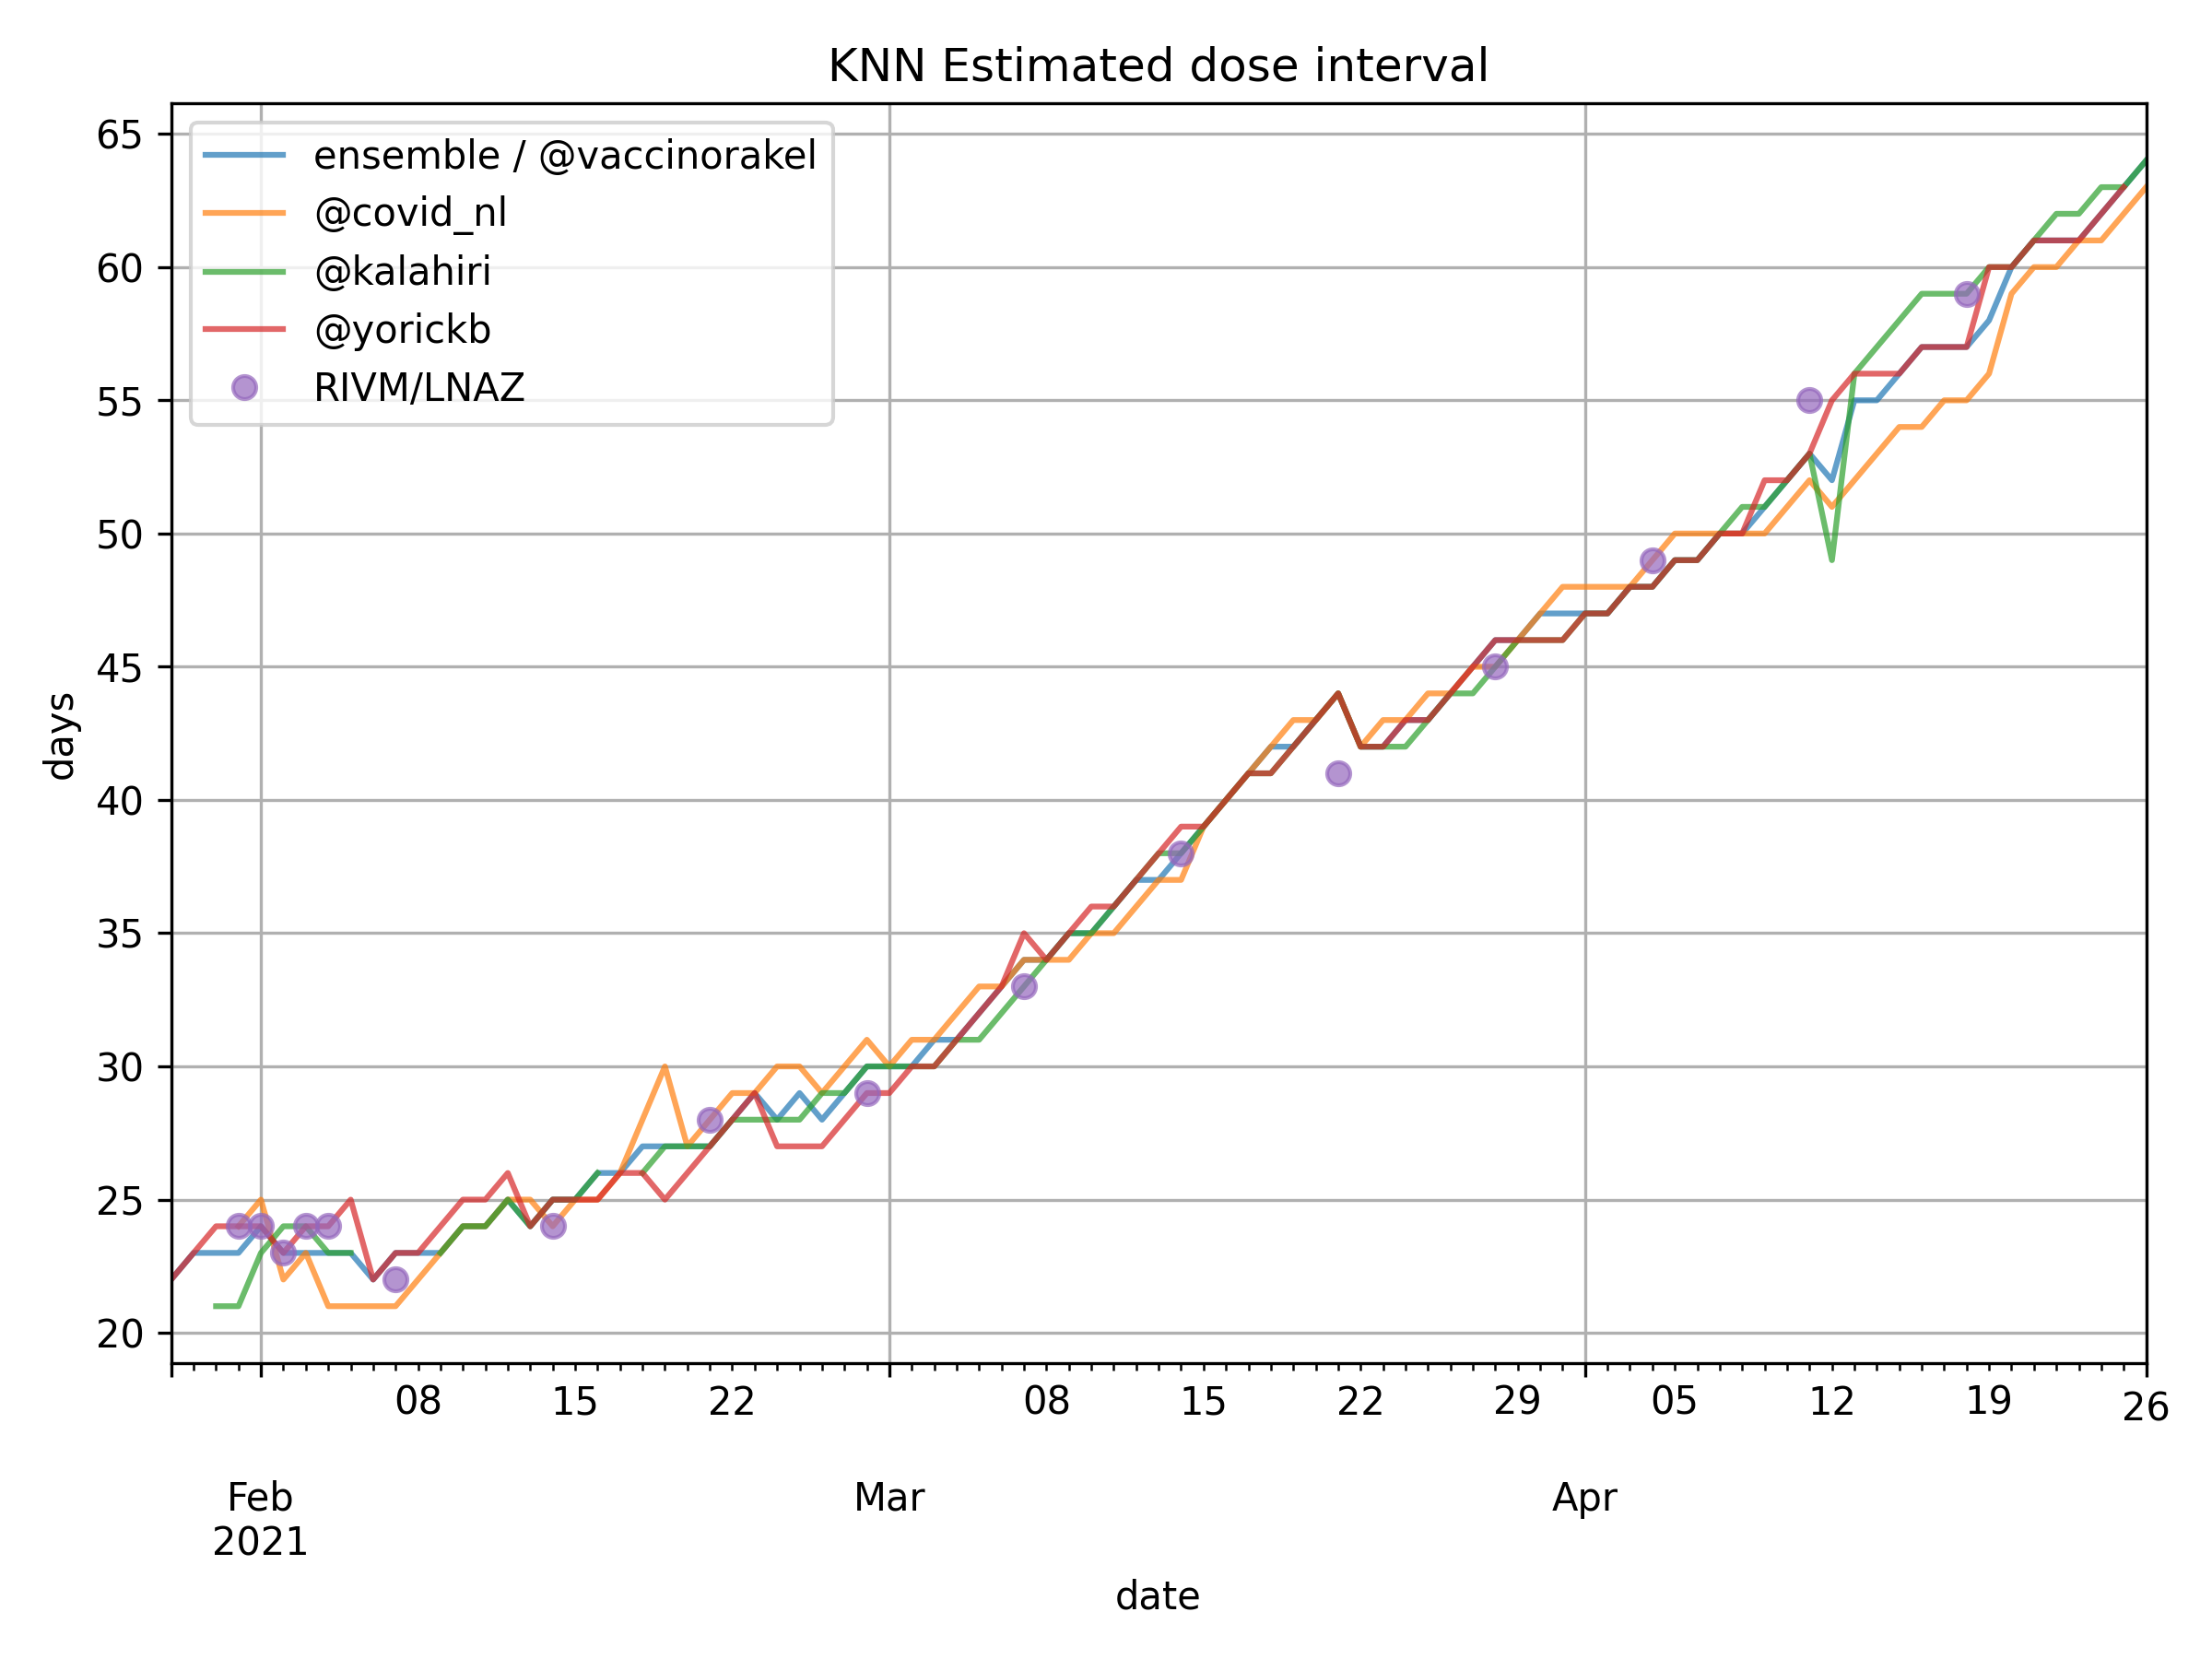 KNN Estimated dose interval
ensemble / @vaccinorakel
@covid_nl
@kalahiri
@yorickb
RIVM/LNAZ
65
60
55
50
45
40
35
30
25
20
days
08 15 22 08 15 22 29 05 12 19 26
Feb Mar Apr
2021
date